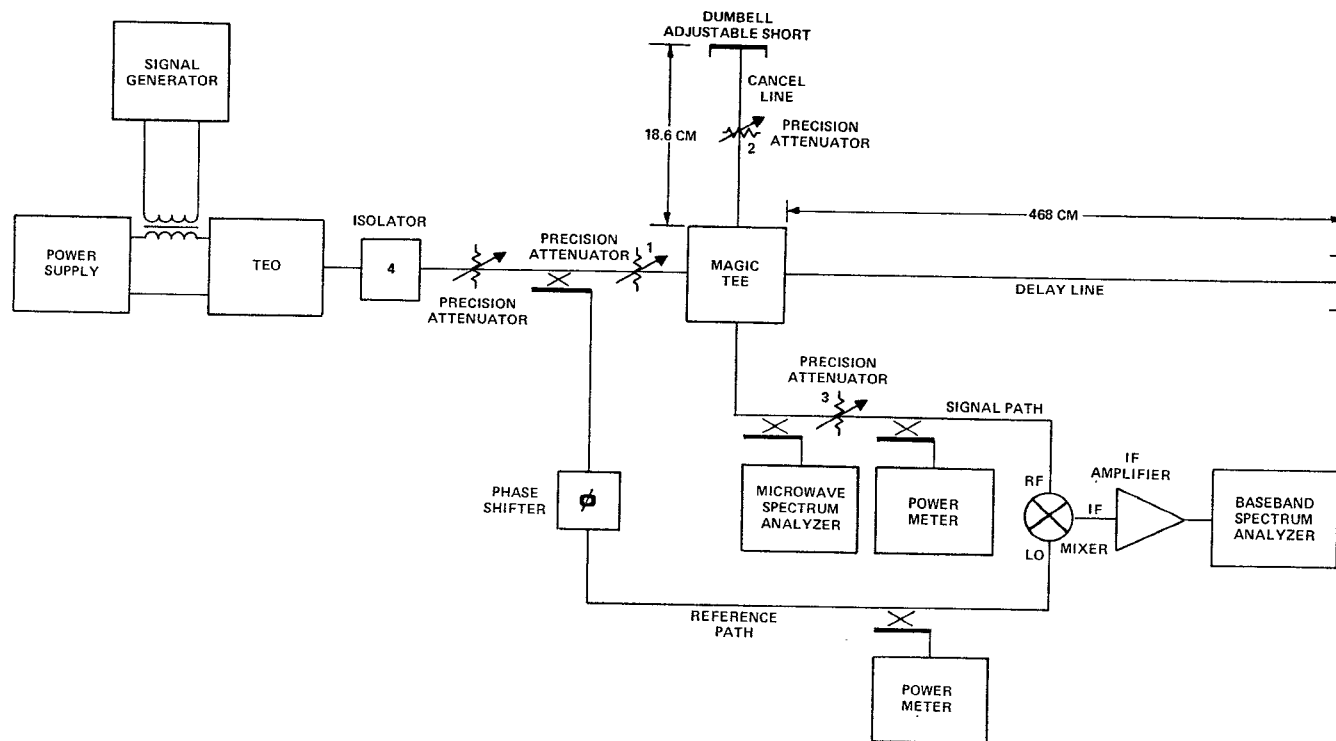 DUMBELL
ADJUSTABLE SHORT
SIGNAL
GENERATOR
CANCEL
LINE
18.6 CM
PRECISION
ATTENUATOR
2
468 CM
ISOLATOR
POWER
SUPPLY
TEO
4
PRECISION
ATTENUATOR
1
MAGIC
TEE
DELAY LINE
PRECISION
ATTENUATOR
PRECISION
ATTENUATOR
3
SIGNAL PATH
PHASE
SHIFTER
ø
MICROWAVE
SPECTRUM
ANALYZER
POWER
METER
RF
IF
AMPLIFIER
IF
LO
MIXER
BASEBAND
SPECTRUM
ANALYZER
REFERENCE
PATH
POWER
METER